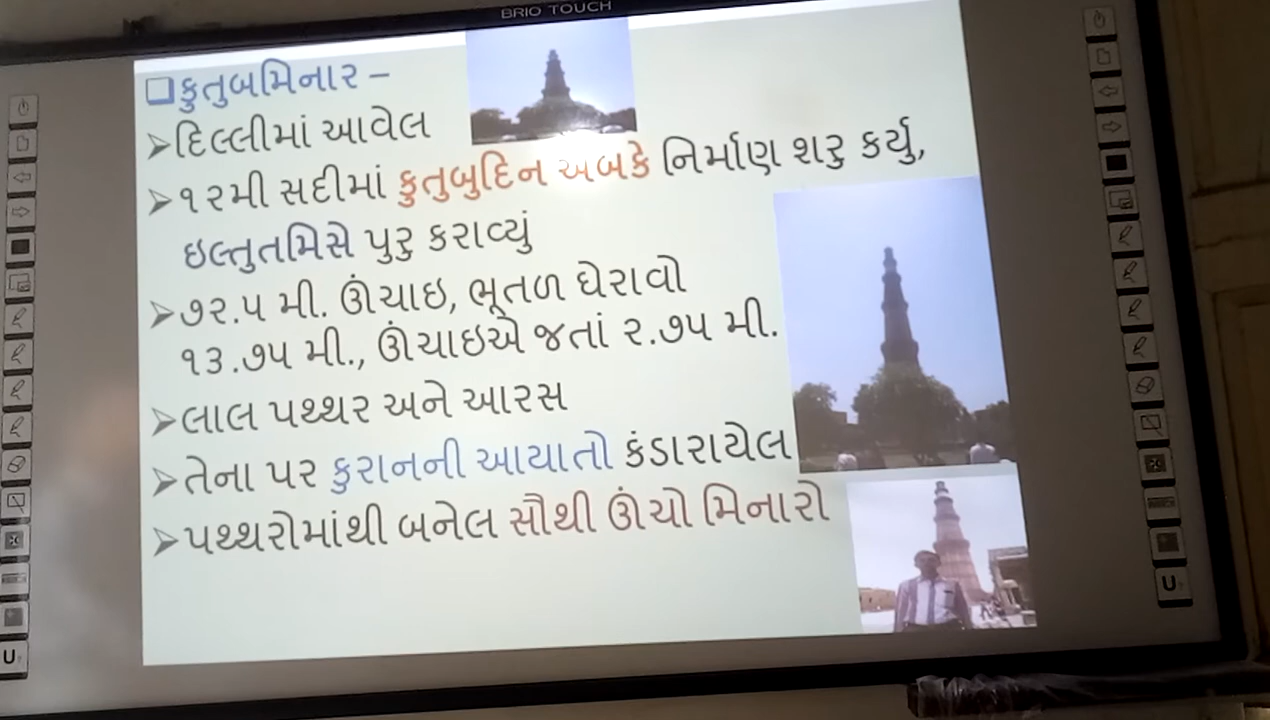 BRIO TOUCH
❑કુતુબમિનાર –
➢દિલ્લીમાં આવેલ
➢૧૨મી સદીમાં કુતુબુદિન અબકે નિર્માણ શરુ કર્યુ,
ઇલ્તુતમિસે પુરુ કરાવ્યું
➢૭૨.૫ મી. ઊંચાઇ, ભૂતળ ઘેરાવો
૧૩.૭૫ મી., ઊંચાઇએ જતાં ૨.૭૫ મી.
➢લાલ પથ્થર અને આરસ
➢તેના પર કુરાનની આયાતો કંડારાયેલ
➢પથ્થરોમાંથી બનેલ સૌથી ઊંચો મિનારો